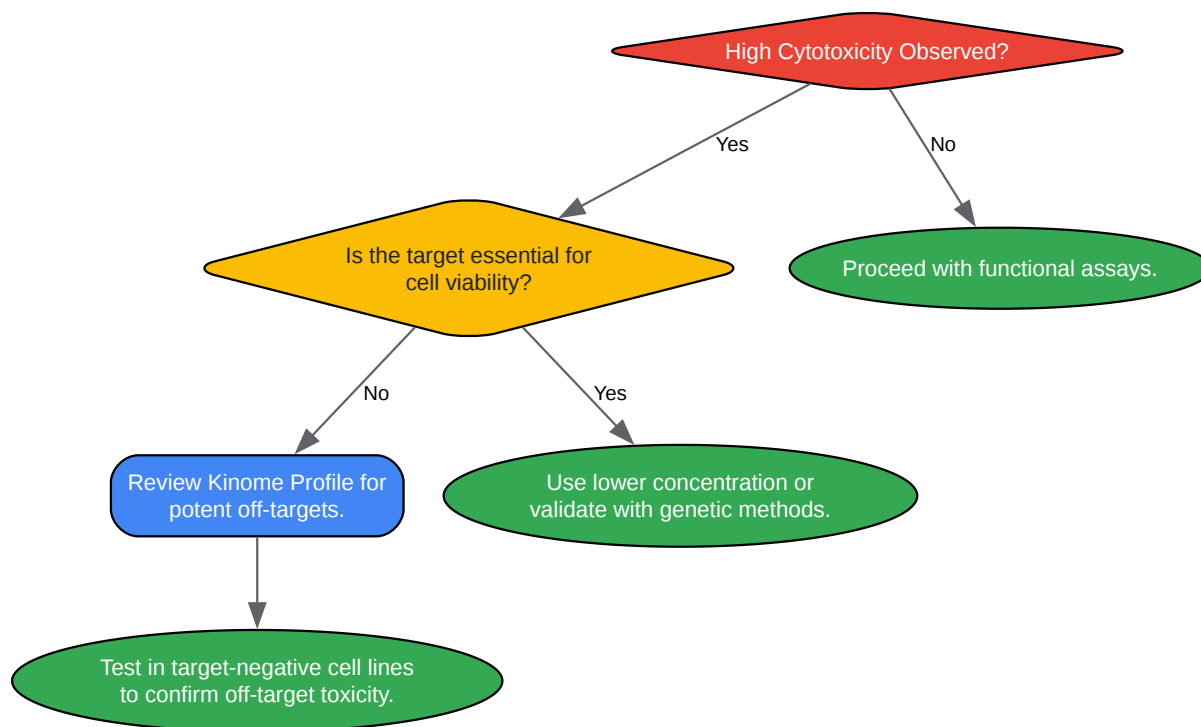 High Cytotoxicity Observed?
Yes
No
Is the target essential for
cell viability?
Proceed with functional assays.
No
Yes
Review Kinome Profile for
potent off-targets.
Use lower concentration or
validate with genetic methods.
Test in target-negative cell lines
to confirm off-target toxicity.